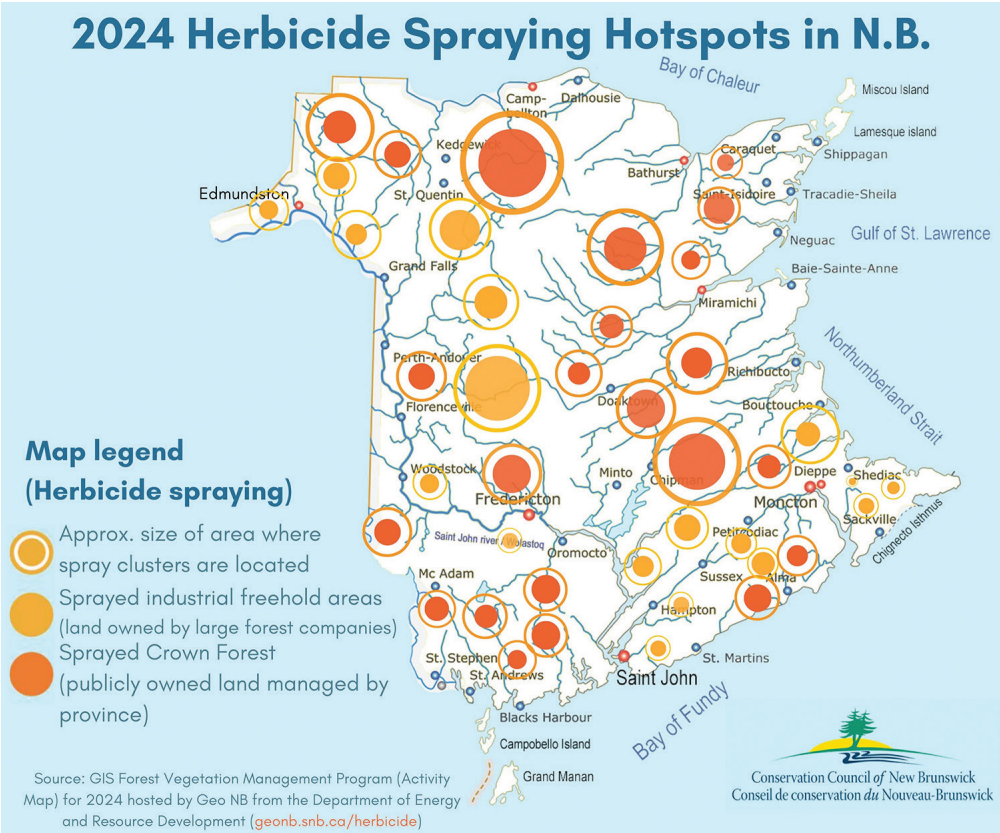 2024 Herbicide Spraying Hotspots in N.B.
Bay of Chaleur
Miscou Island
Camp-
bellton
Dalhousie
Lamesque island
Caraquet
Shippagan
Kedgewick
Bathurst
Edmundston
St. Quentin
Saint-Isidoire
Tracadie-Sheila
Neguac
Gulf of St. Lawrence
Grand Falls
Baie-Sainte-Anne
Miramichi
Northumberland Strait
Perth-Andover
Richibucto
Florenceville
Doaktown
Bouctouche
Map legend
(Herbicide spraying)
Woodstock
Minto
Chipman
Dieppe
Shediac
Fredericton
Moncton
Sackville
Chignecto Isthmus
Approx. size of area where
spray clusters are located
Saint John river / Walastoq
Oromocto
Petitcodiac
Mc Adam
Sussex
Alma
Sprayed industrial freehold areas
(land owned by large forest companies)
Hampton
Sprayed Crown Forest
(publicly owned land managed by
province)
St. Stephen
St. Andrews
St. Martins
Saint John
Blacks Harbour
Bay of Fundy
Campobello Island
Grand Manan
Source: GIS Forest Vegetation Management Program (Activity
Map) for 2024 hosted by Geo NB from the Department of Energy
and Resource Development (geonb.snb.ca/herbicide)
Conservation Council of New Brunswick
Conseil de conservation du Nouveau-Brunswick